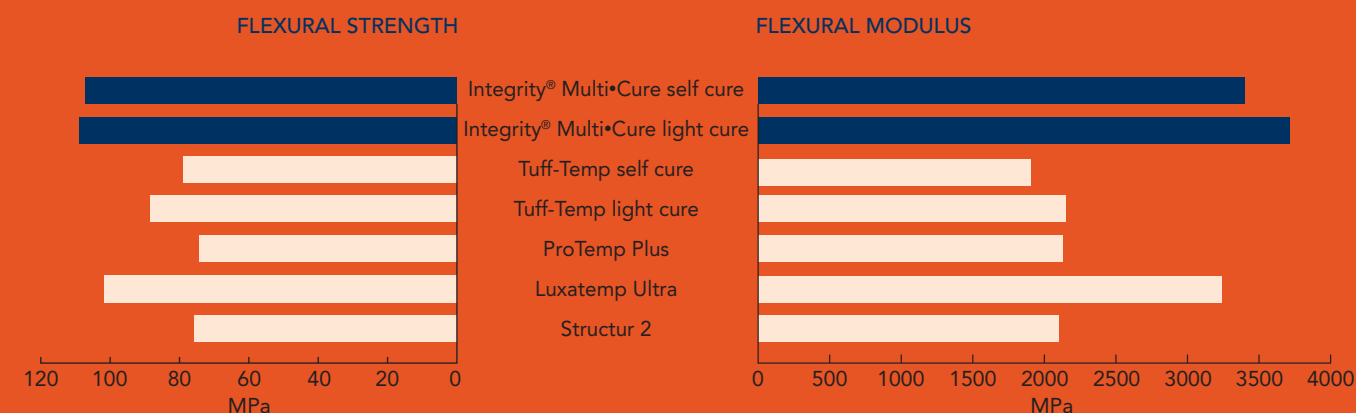 FLEXURAL STRENGTH
FLEXURAL MODULUS
Integrity® Multi•Cure self cure
Integrity® Multi•Cure light cure
Tuff-Temp self cure
Tuff-Temp light cure
ProTemp Plus
Luxatemp Ultra
Structur 2
120 100 80 60 40 20 0
MPa
0 500 1000 1500 2000 2500 3000 3500 4000
MPa